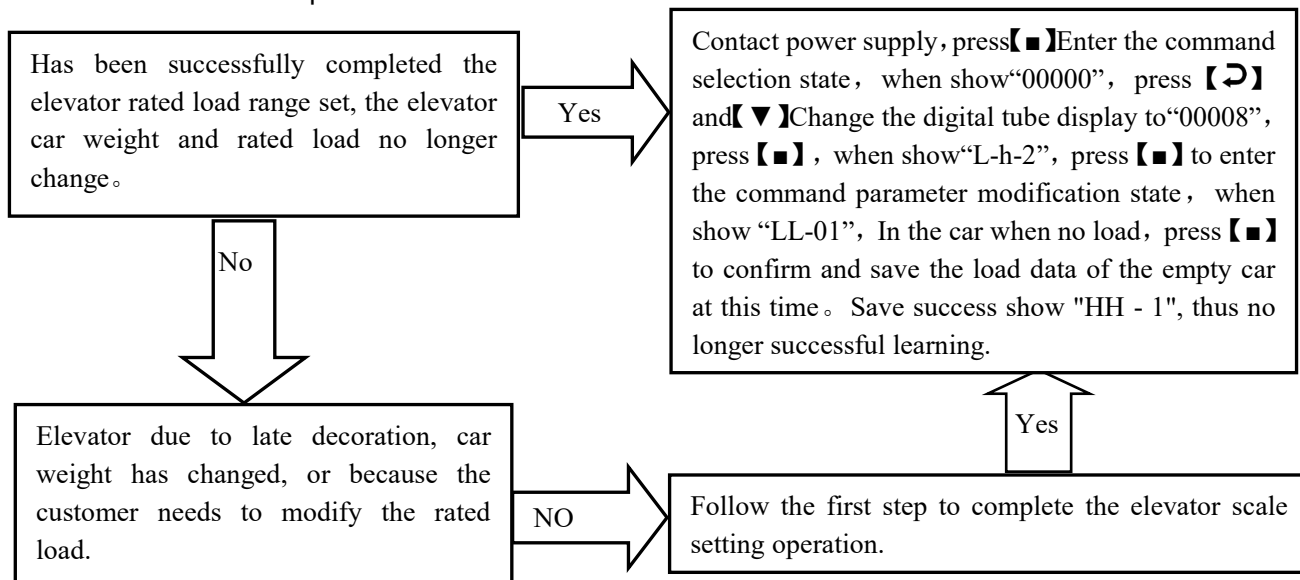 Has been successfully completed the
elevator rated load range set, the elevator
car weight and rated load no longer
change。
Yes
Contact power supply，press【■】Enter the command
selection state，when show“00000”，press 【⮌】
and【▼】Change the digital tube display to“00008”，
press【■】，when show“L-h-2”，press【■】to enter
the command parameter modification state，when
show “LL-01”，In the car when no load，press【■】
to confirm and save the load data of the empty car
at this time。Save success show "HH - 1", thus no
longer successful learning.
No
Elevator due to late decoration, car
weight has changed, or because the
customer needs to modify the rated
load.
NO
Yes
Follow the first step to complete the elevator scale
setting operation.